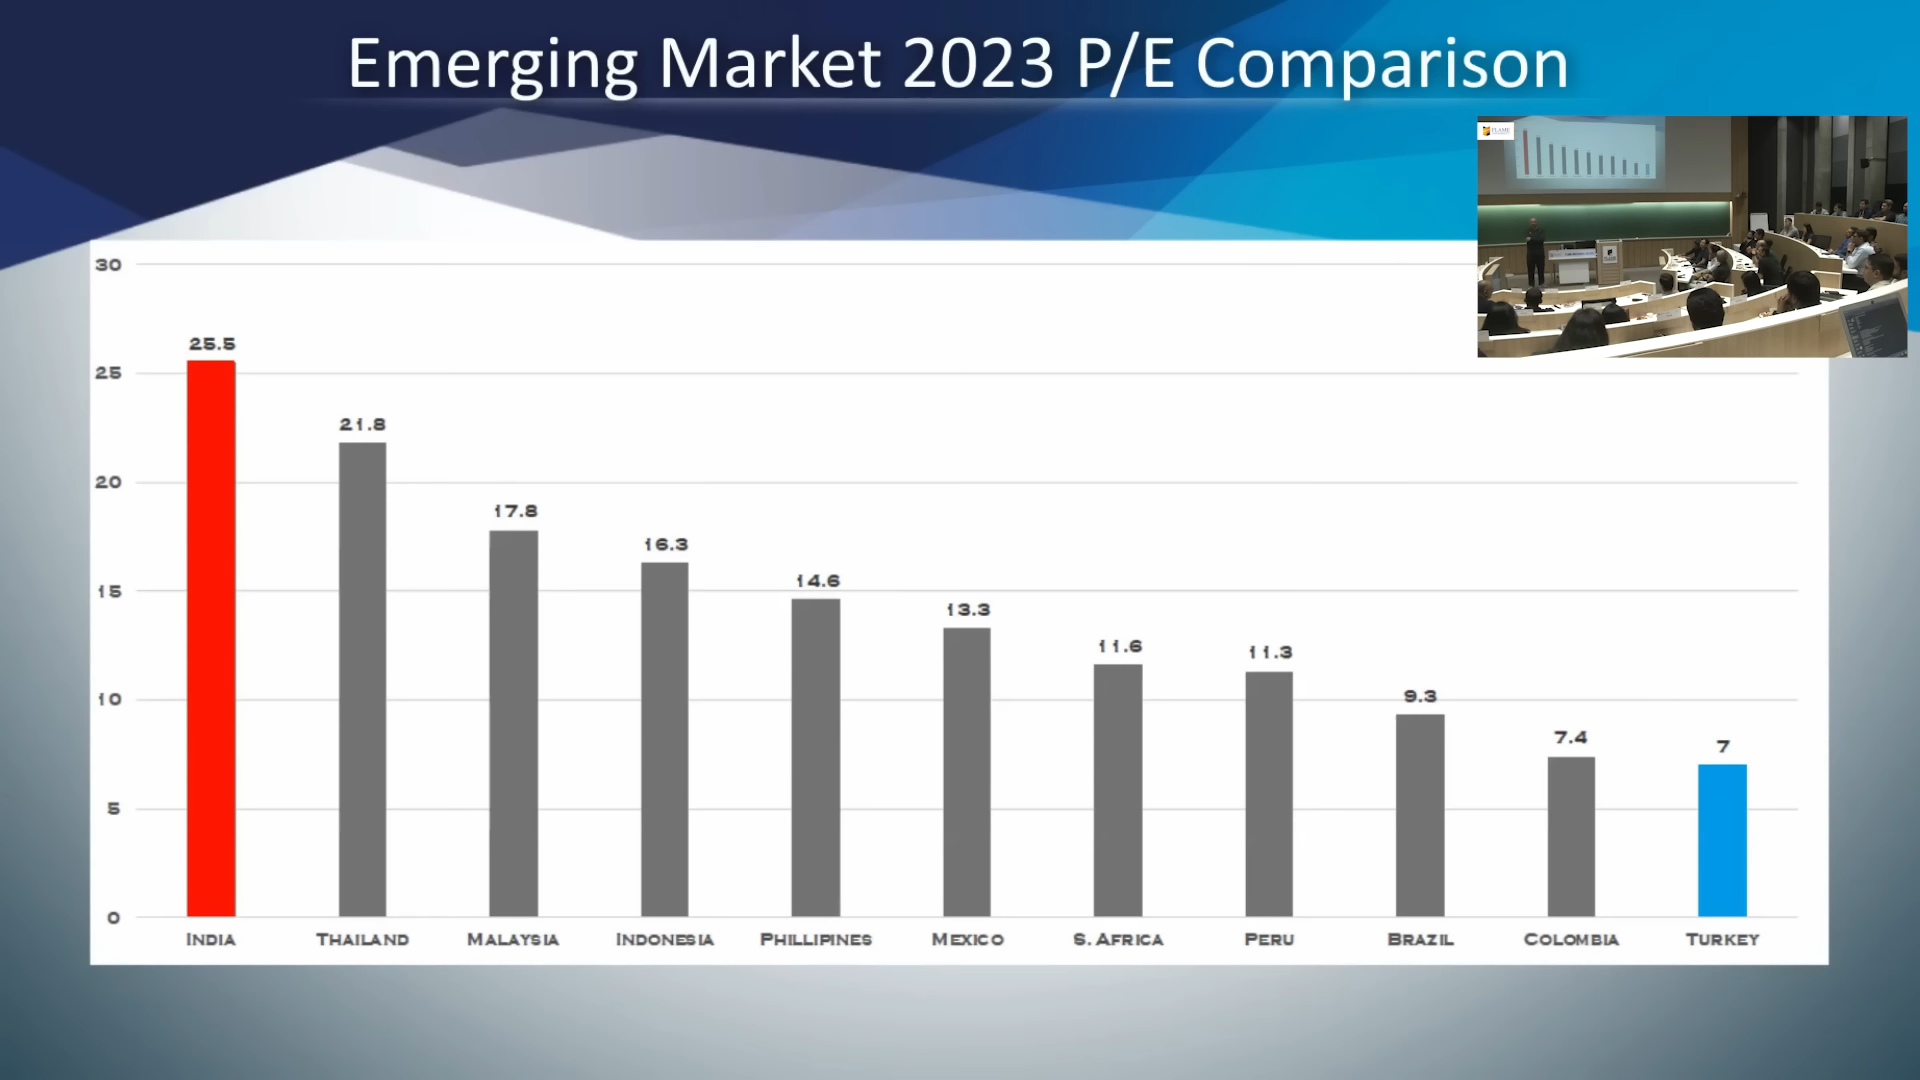 Emerging Market 2023 P/E Comparison
FLAME
30
25
20
15
10
5
0
25.5
21.8
17.8
16.3
14.6
13.3
11.6
11.3
9.3
7.4
7
INDIA
THAILAND
MALAYSIA
INDONESIA
PHILLIPINES
MEXICO
S. AFRICA
PERU
BRAZIL
COLOMBIA
TURKEY